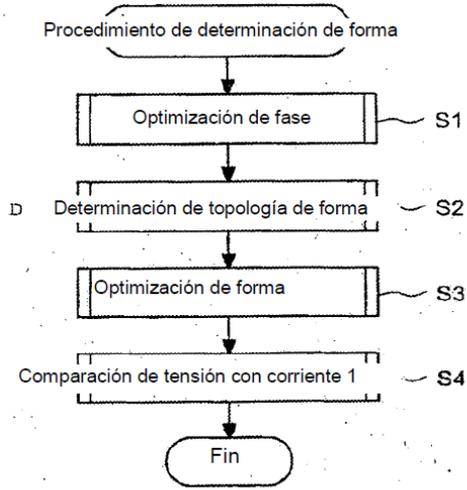 Procedimiento de determinación de forma
Optimización de fase
S1
D
Determinación de topología de forma
S2
Optimización de forma
S3
Comparación de tensión con corriente 1
S4
Fin